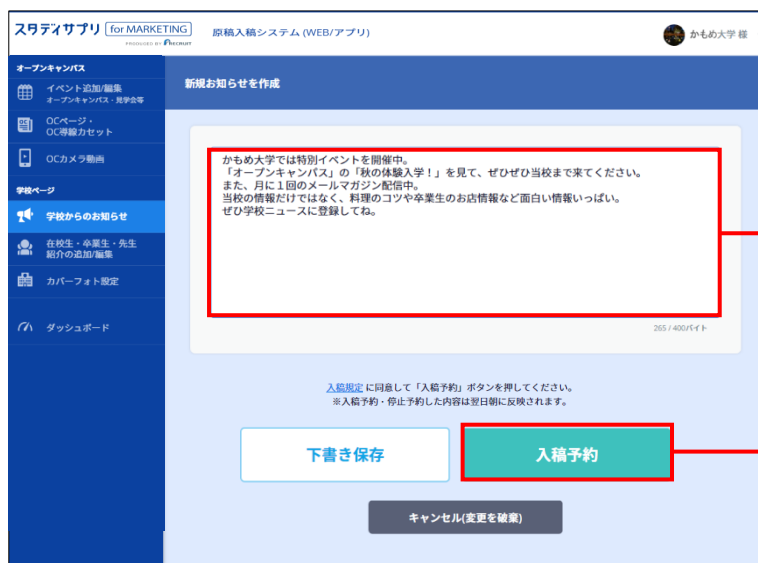 スタディサプリ for MARKETING
PRODUCED BY RECRUIT
原稿入稿システム (WEB/アプリ)
かもめ大学 様
オープンキャンパス
イベント追加/編集
オープンキャンパス・見学会等
OCページ・
OC導線カセット
OCカメラ動画
学校ページ
学校からのお知らせ
在校生・卒業生・先生
紹介の追加/編集
カバーフォト設定
ダッシュボード
新規お知らせを作成
かもめ大学では特別イベントを開催中。
「オープンキャンパス」の「秋の体験入学！」を見て、ぜひぜひ当校まで来てください。
また、月に１回のメールマガジン配信中。
当校の情報だけではなく、料理のコツや卒業生のお店情報など面白い情報いっぱい。
ぜひ学校ニュースに登録してね。
265 / 400バイト
入稿規定 に同意して「入稿予約」ボタンを押してください。
※入稿予約・停止予約した内容は翌日朝に反映されます。
下書き保存
入稿予約
キャンセル(変更を破棄)